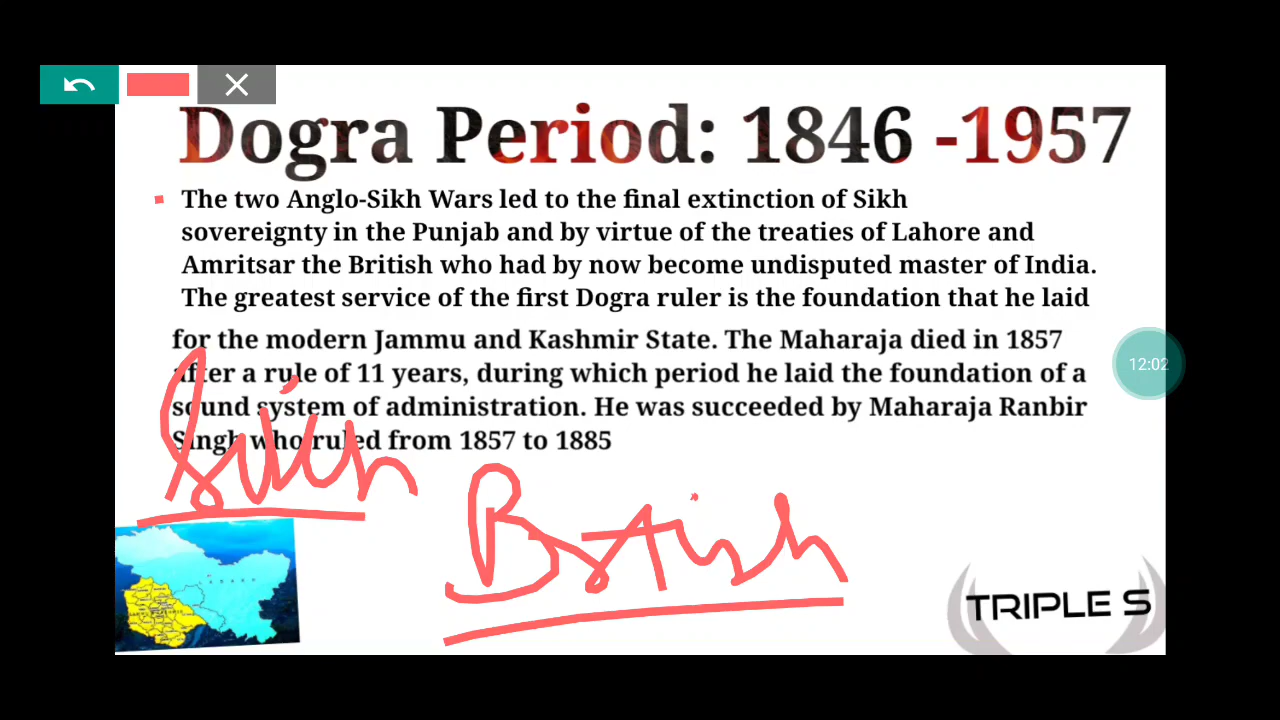 Dogra Period: 1846 -1957
The two Anglo-Sikh Wars led to the final extinction of Sikh
sovereignty in the Punjab and by virtue of the treaties of Lahore and
Amritsar the British who had by now become undisputed master of India.
The greatest service of the first Dogra ruler is the foundation that he laid
for the modern Jammu and Kashmir State. The Maharaja died in 1857
after a rule of 11 years, during which period he laid the foundation of a
sound system of administration. He was succeeded by Maharaja Ranbir
Singh who ruled from 1857 to 1885
Sikh
British
12:02
TRIPLE S